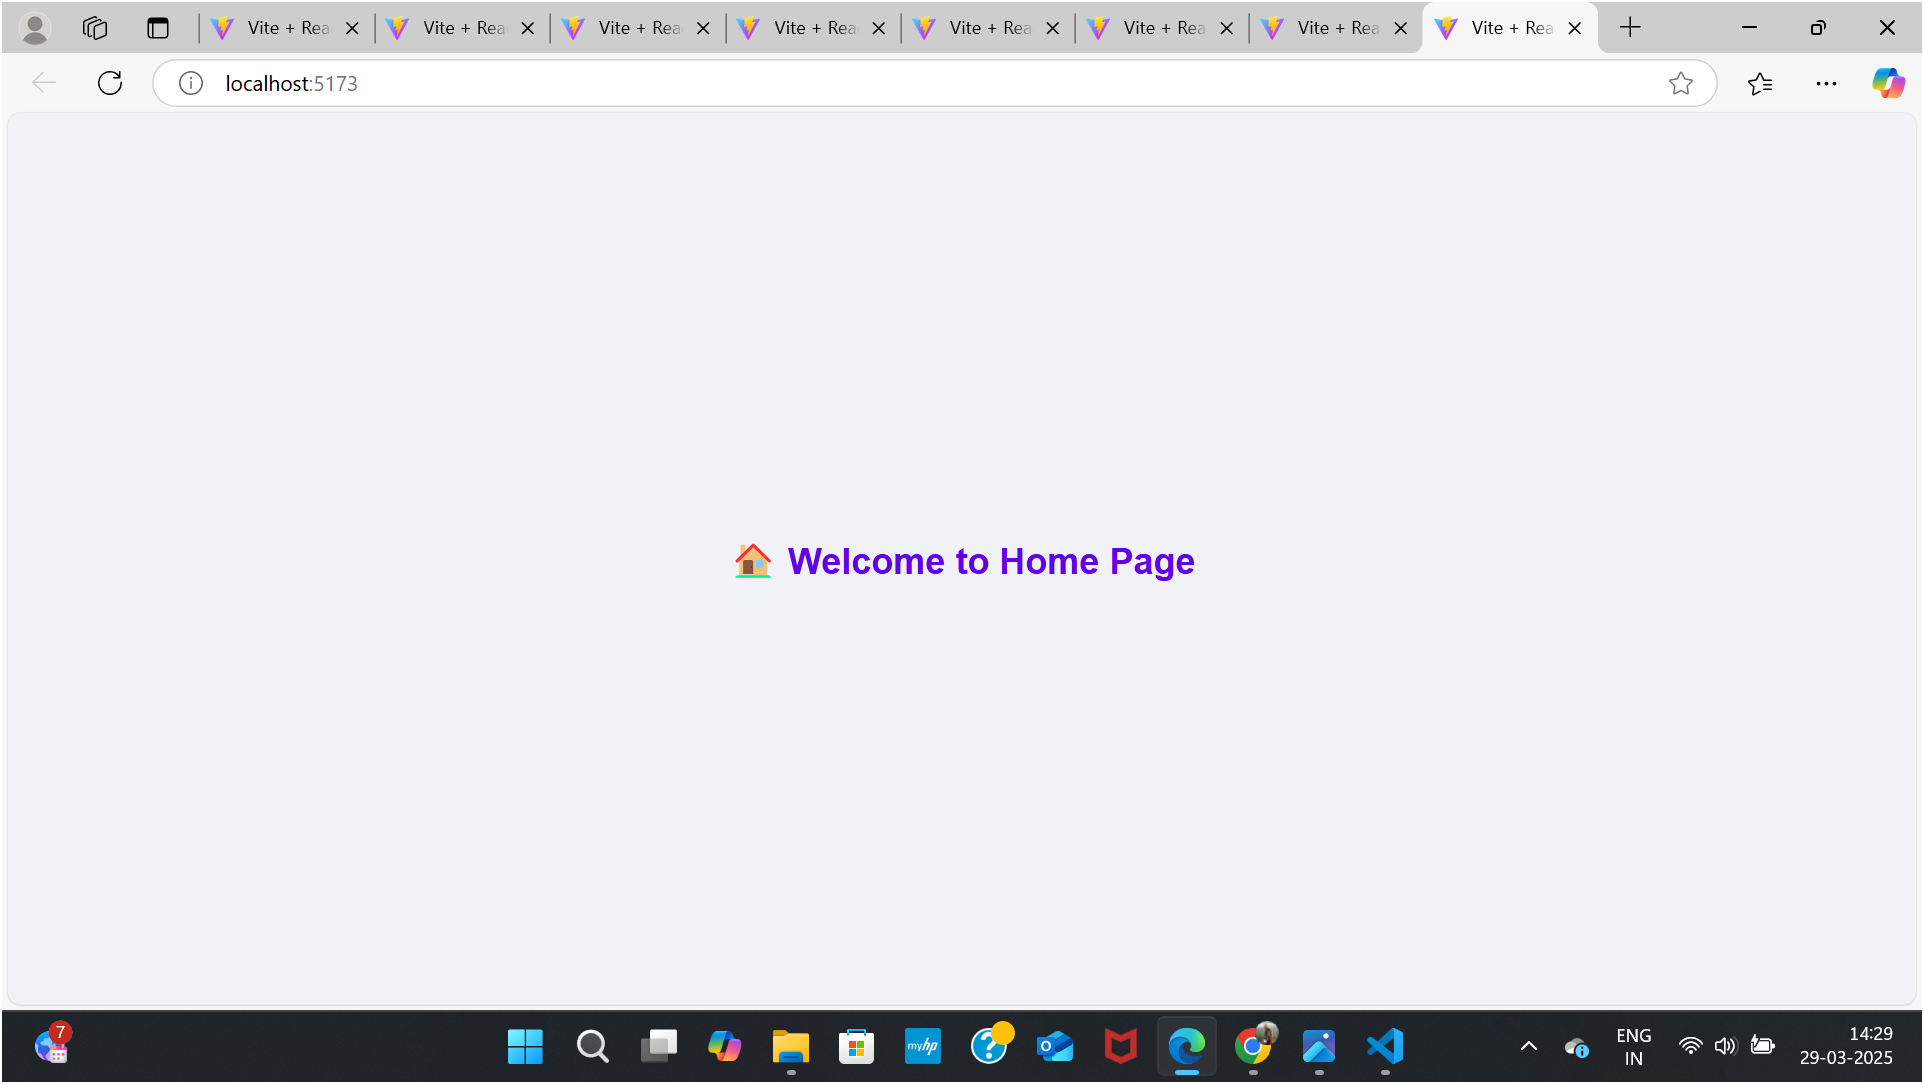 Vite + Rea
Vite + Rea
Vite + Rea
Vite + Rea
Vite + Rea
Vite + Rea
Vite + Rea
Vite + Rea
localhost:5173
🏠 Welcome to Home Page
7
myhp
ENG
IN
14:29
29-03-2025